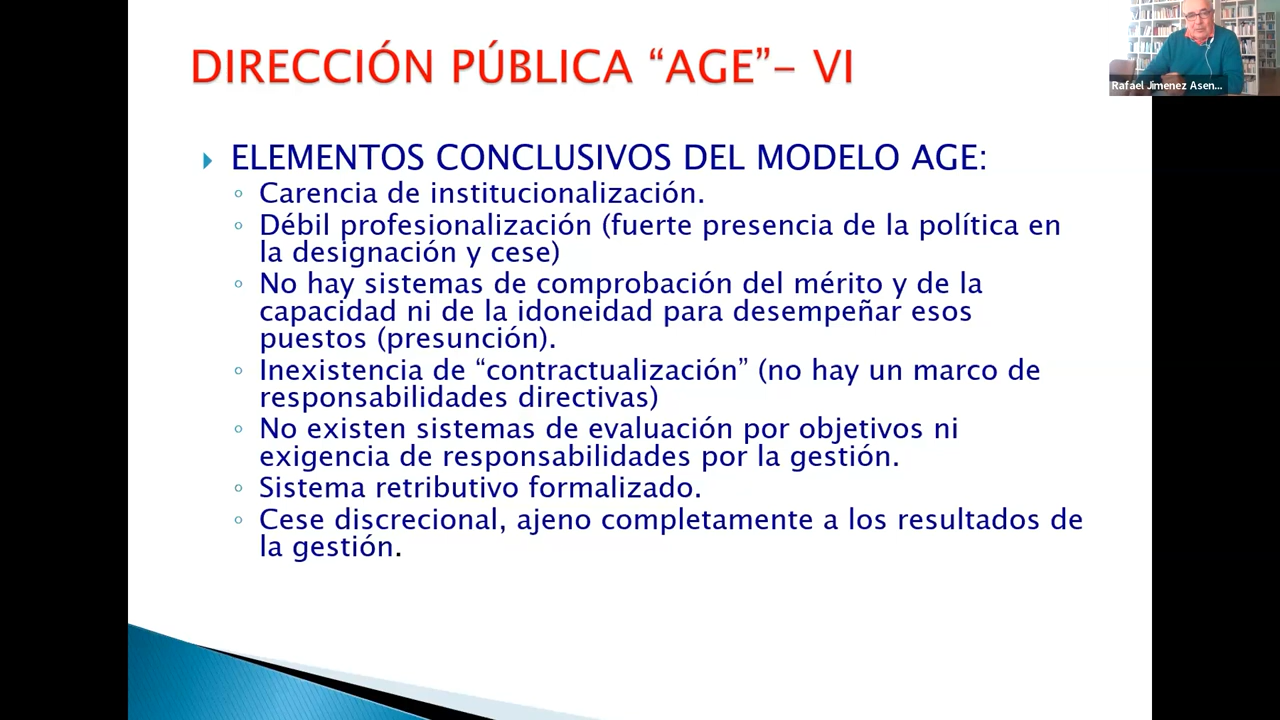 DIRECCIÓN PÚBLICA “AGE”- VI
Rafael Jimenez Asen...
ELEMENTOS CONCLUSIVOS DEL MODELO AGE:
Carencia de institucionalización.
Débil profesionalización (fuerte presencia de la política en
la designación y cese)
No hay sistemas de comprobación del mérito y de la
capacidad ni de la idoneidad para desempeñar esos
puestos (presunción).
Inexistencia de “contractualización” (no hay un marco de
responsabilidades directivas)
No existen sistemas de evaluación por objetivos ni
exigencia de responsabilidades por la gestión.
Sistema retributivo formalizado.
Cese discrecional, ajeno completamente a los resultados de
la gestión.